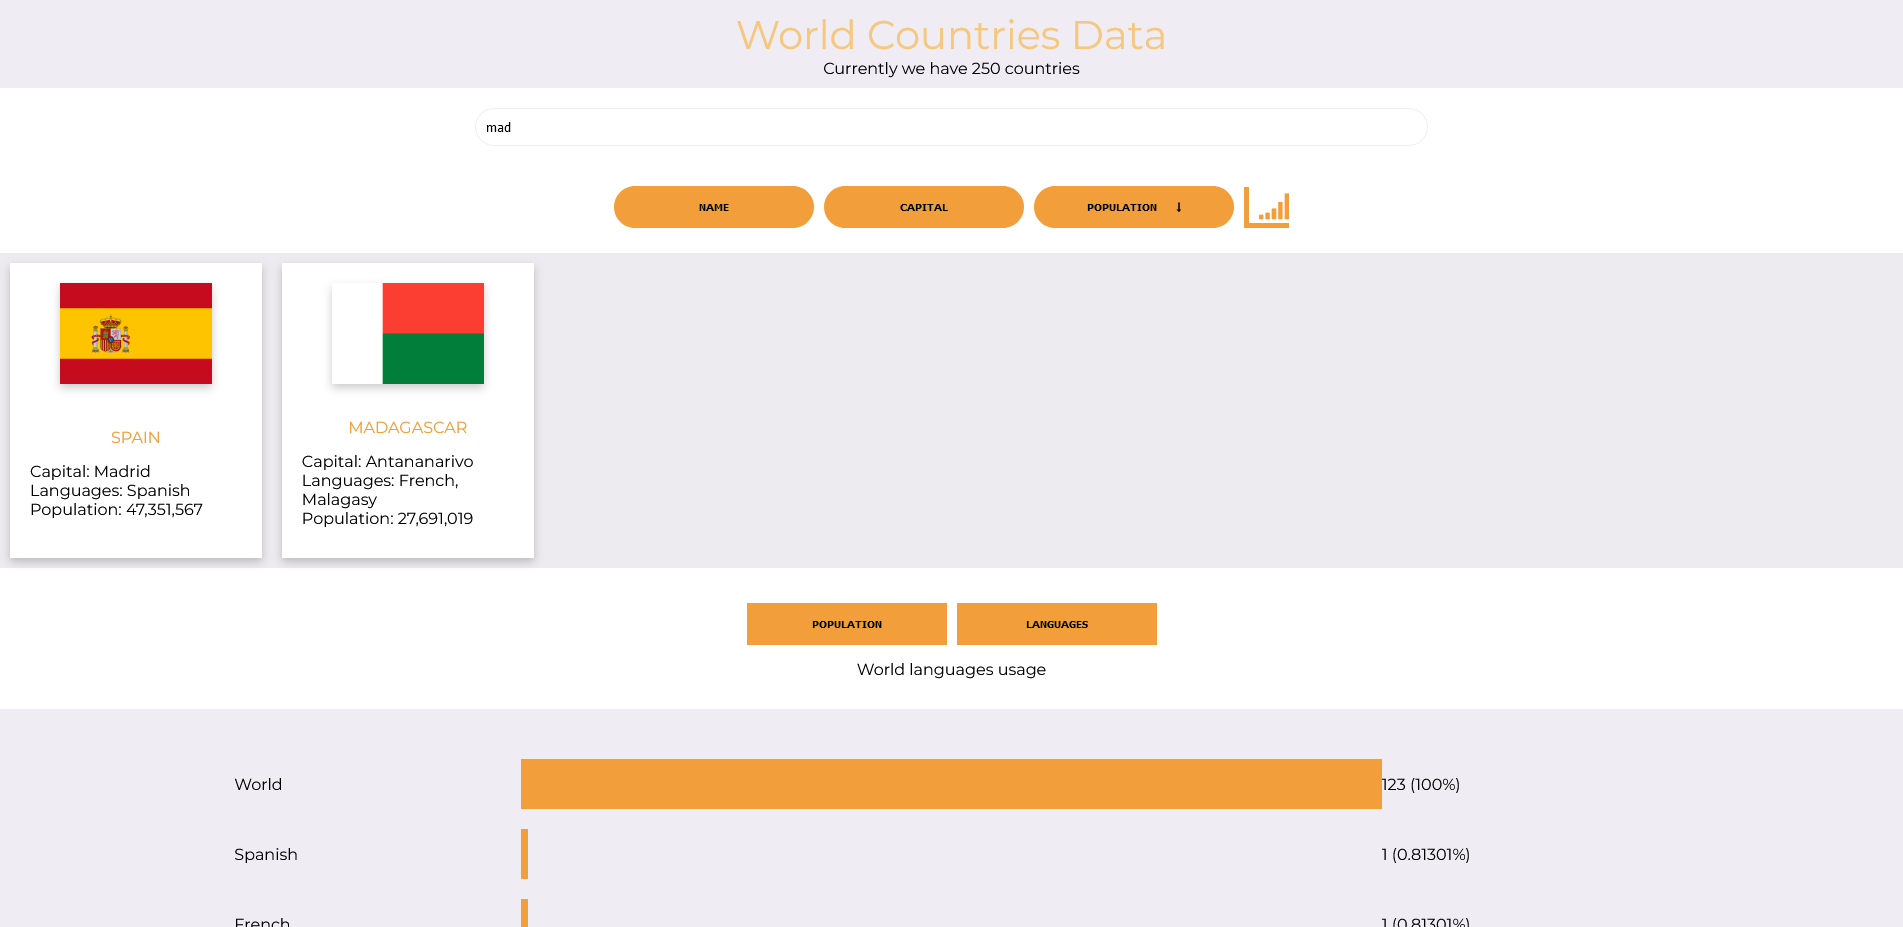 World Countries Data
Currently we have 250 countries
mad
NAME
CAPITAL
POPULATION ↓
SPAIN
Capital: Madrid
Languages: Spanish
Population: 47,351,567
MADAGASCAR
Capital: Antananarivo
Languages: French,
Malagasy
Population: 27,691,019
POPULATION
LANGUAGES
World languages usage
World
123 (100%)
Spanish
1 (0.81301%)
French
1 (0.81301%)